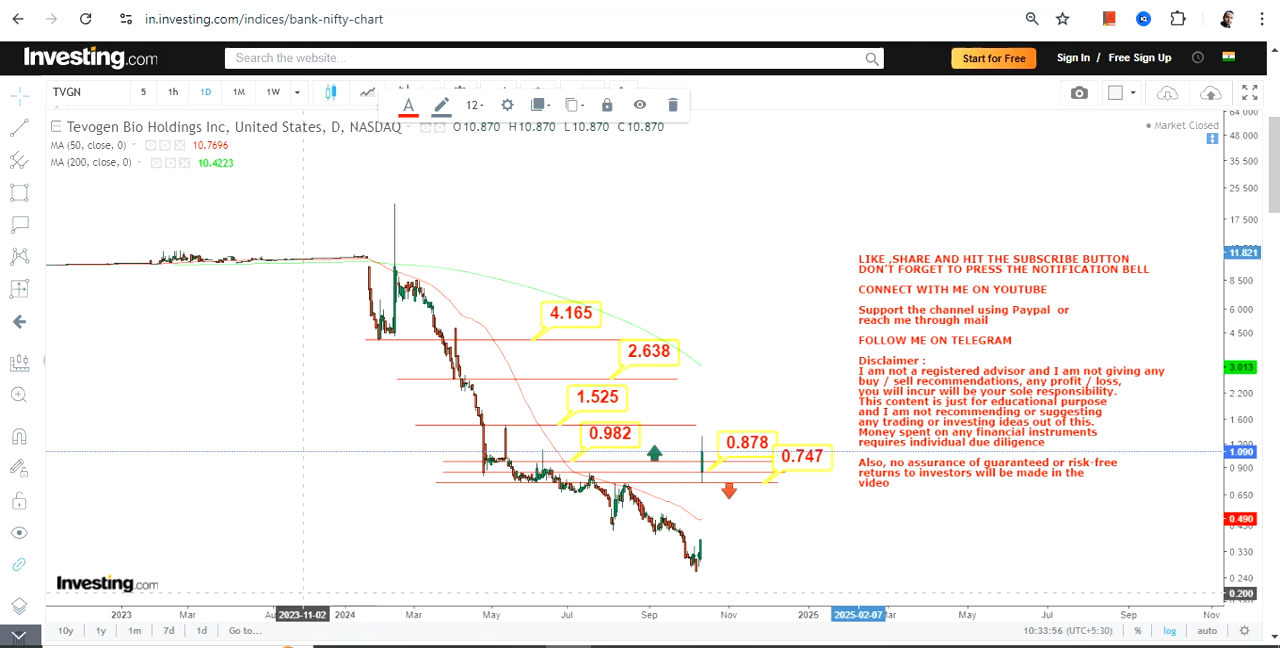 in.investing.com/indices/bank-nifty-chart
Investing.com
Search the website...
Start for Free
Sign In / Free Sign Up
TVGN 5 1h 1D 1M 1W
A 12
Tevogen Bio Holdings Inc, United States, D, NASDAQ O 10.870 H 10.870 L 10.870 C 10.870
Market Closed
MA (50, close, 0) 10.7696
MA (200, close, 0) 10.4223
48.000
35.500
25.500
17.500
11.821
8.500
6.000
4.500
3.013
2.200
1.600
1.090
0.900
0.650
0.490
0.330
0.240
0.200
4.165
2.638
1.525
0.982
0.878
0.747
LIKE ,SHARE AND HIT THE SUBSCRIBE BUTTON
DON'T FORGET TO PRESS THE NOTIFICATION BELL
CONNECT WITH ME ON YOUTUBE
Support the channel using Paypal or
reach me through mail
FOLLOW ME ON TELEGRAM
Disclaimer :
I am not a registered advisor and I am not giving any
buy / sell recommendations, any profit / loss,
you will incur will be your sole responsibility.
This content is just for educational purpose
and I am not recommending or suggesting
any trading or investing ideas out of this.
Money spent on any financial instruments
requires individual due diligence
Also, no assurance of guaranteed or risk-free
returns to investors will be made in the
video
Investing.com
2023 Mar 2023-11-02 2024 Mar May Jul Sep Nov 2025 2025-02-07 May Jul Sep Nov
10y 1y 1m 7d 1d Go to...
10:33:56 (UTC+5:30) % log auto